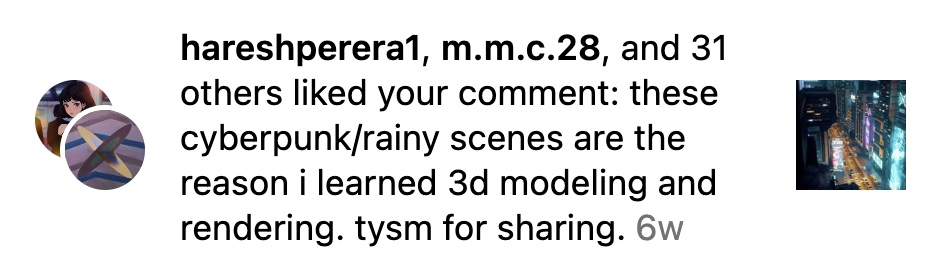 hareshperera1, m.m.c.28, and 31
others liked your comment: these
cyberpunk/rainy scenes are the
reason i learned 3d modeling and
rendering. tysm for sharing. 6w